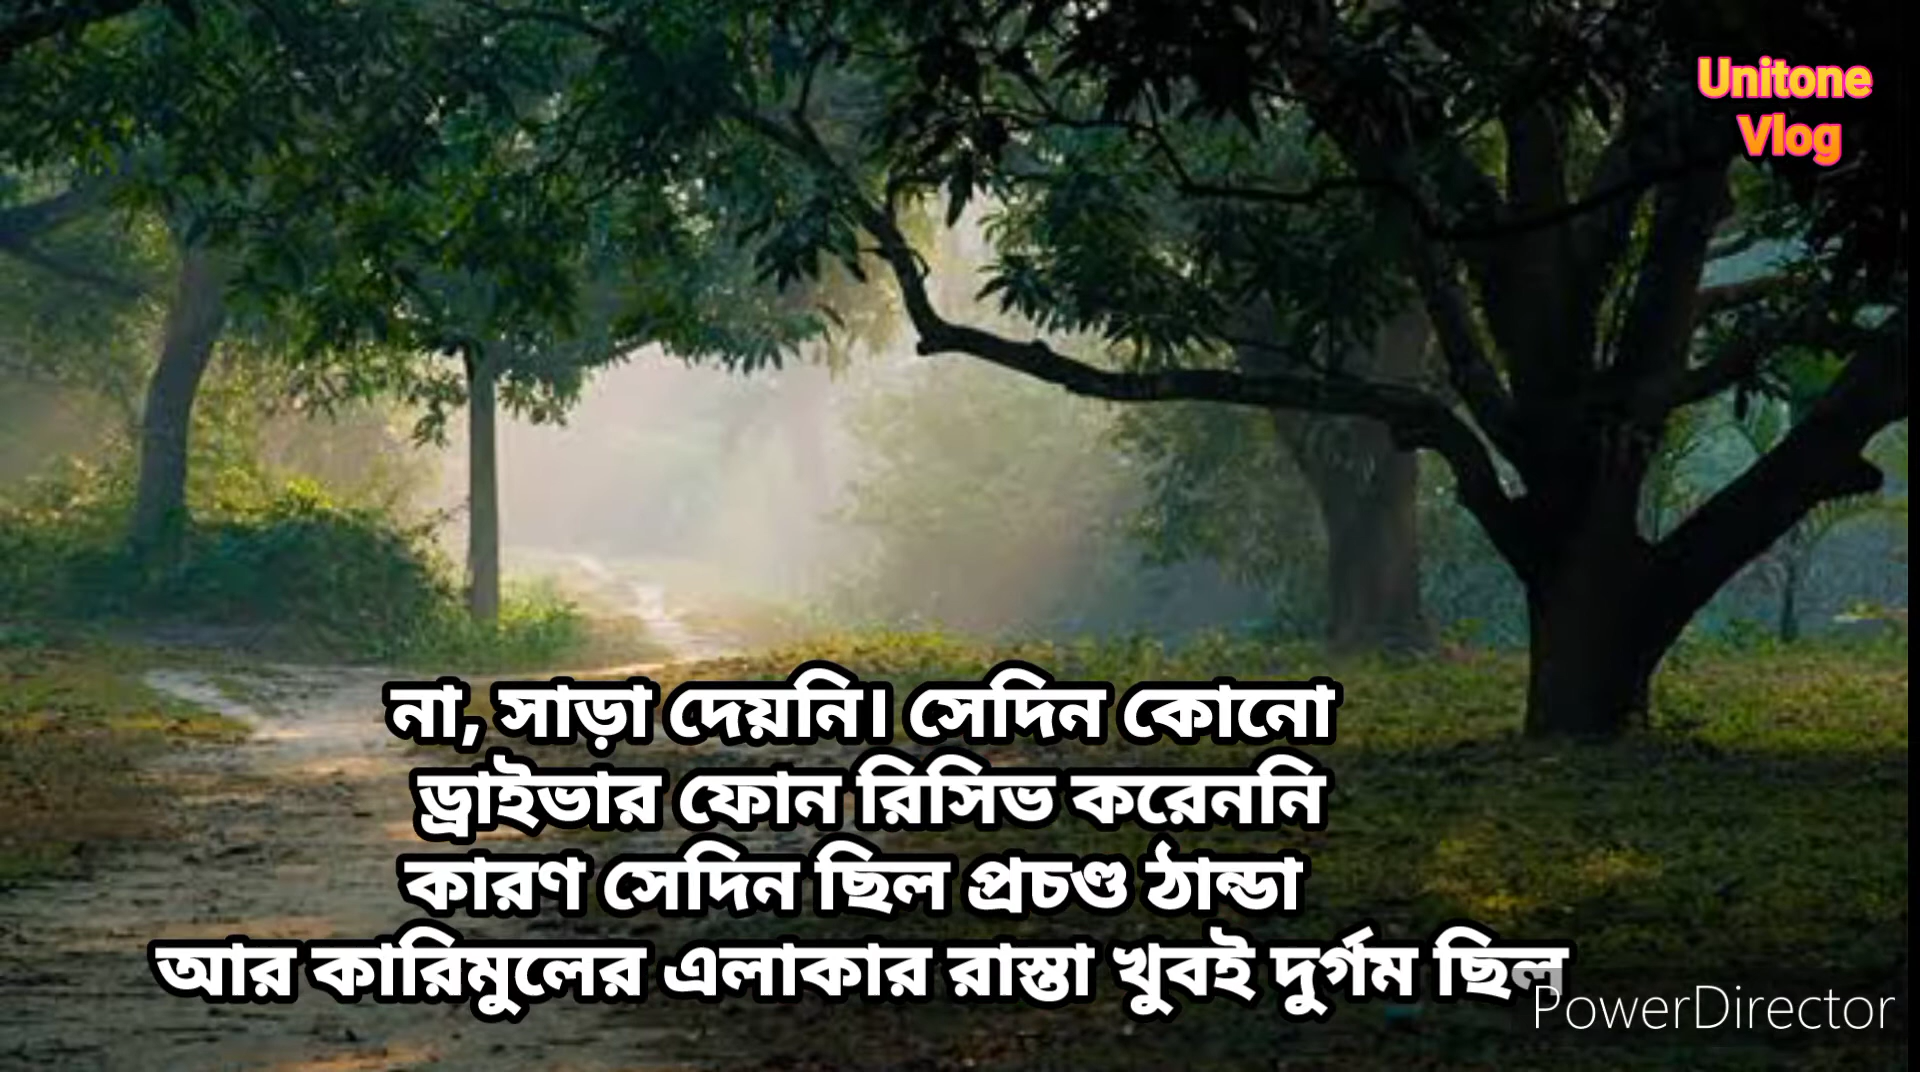 Unitone
Vlog
না, সাড়া দেয়নি। সেদিন কোনো
ড্রাইভার ফোন রিসিভ করেননি
কারণ সেদিন ছিল প্রচণ্ড ঠান্ডা
আর কারিমুলের এলাকার রাস্তা খুবই দুর্গম ছিল
PowerDirector